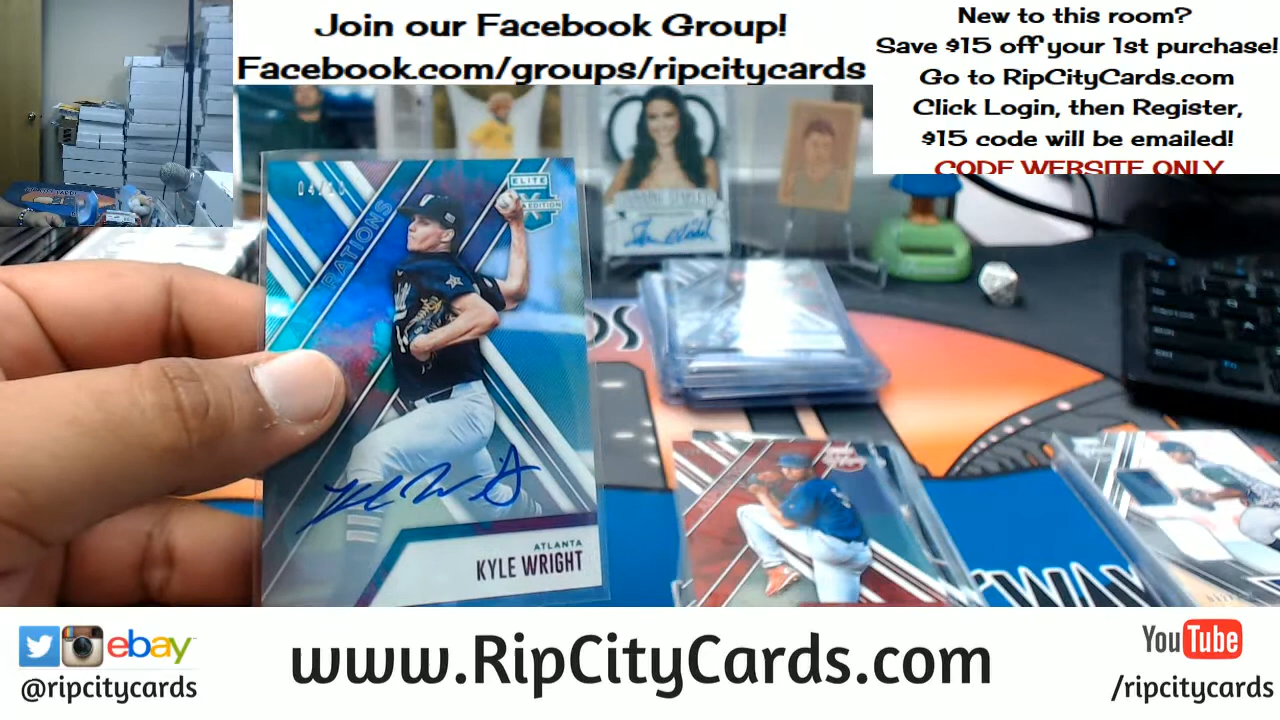 Join our Facebook Group!
Facebook.com/groups/ripcitycards
New to this room?
Save $15 off your 1st purchase!
Go to RipCityCards.com
Click Login, then Register,
$15 code will be emailed!
CODE WEBSITE ONLY
RATIONS
ELITE
EDITION
ATLANTA
KYLE WRIGHT
ebay
@ripcitycards
www.RipCityCards.com
YouTube
/ripcitycards